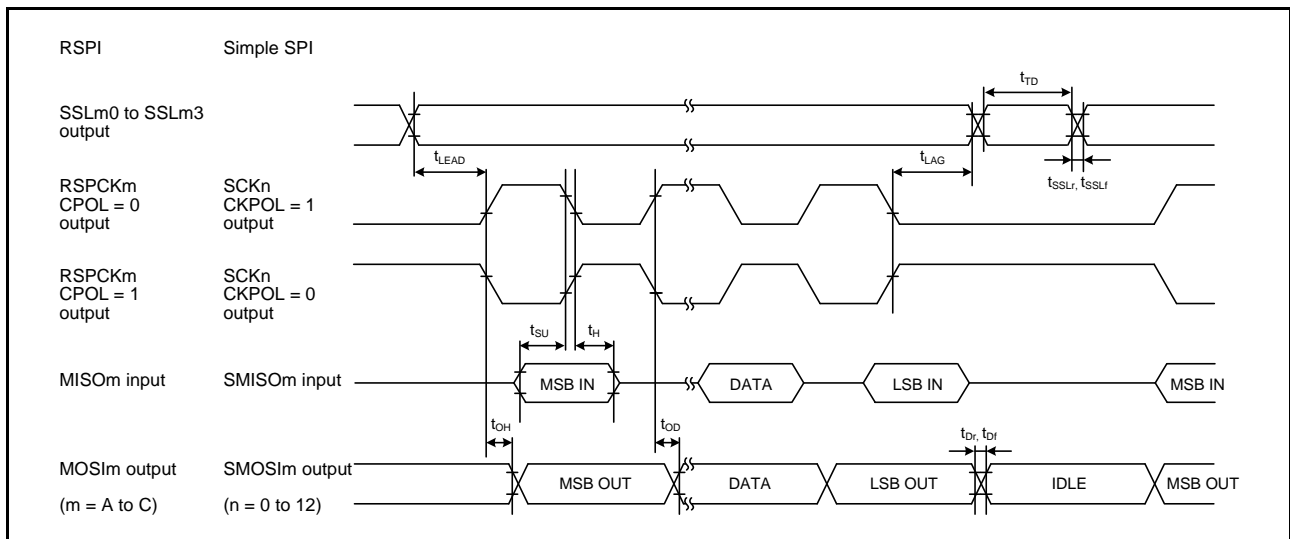 RSPI Simple SPI
tTD
SSLm0 to SSLm3
output
tLEAD tLAG
tSSLr, tSSLf
RSPCKm SCKn
CPOL = 0 CKPOL = 1
output output
RSPCKm SCKn
CPOL = 1 CKPOL = 0
output output
tSU tH
MISOm input SMISOm input MSB IN DATA LSB IN MSB IN
tOH tOD tDr, tDf
MOSIm output SMOSIm output MSB OUT DATA LSB OUT IDLE MSB OUT
(m = A to C) (n = 0 to 12)